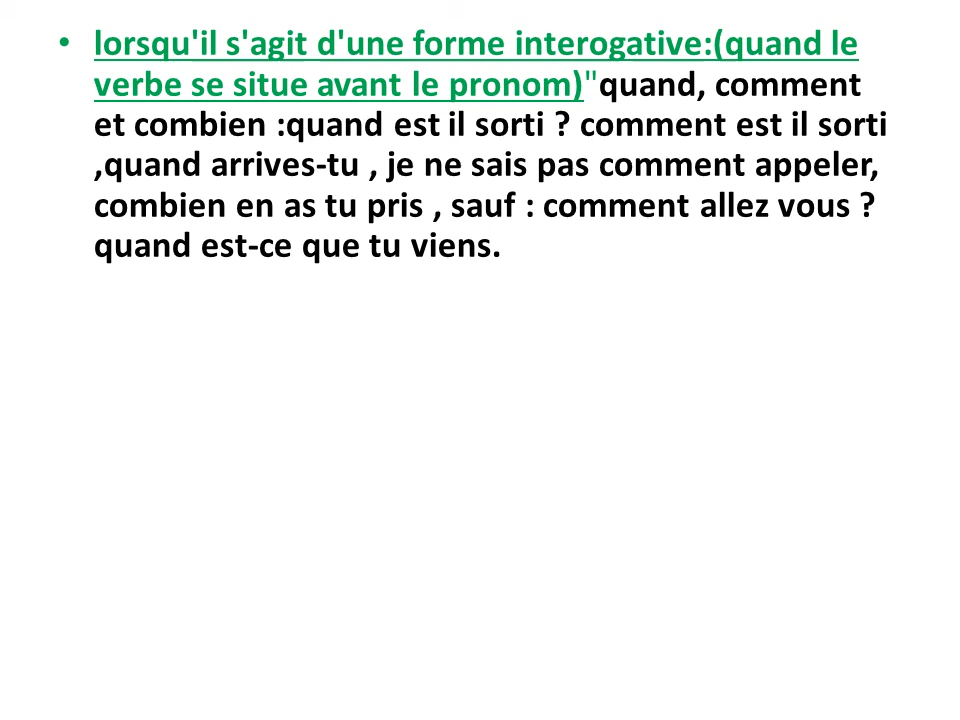 • lorsqu'il s'agit d'une forme interogative:(quand le
verbe se situe avant le pronom)"quand, comment
et combien :quand est il sorti ? comment est il sorti
,quand arrives-tu , je ne sais pas comment appeler,
combien en as tu pris , sauf : comment allez vous ?
quand est-ce que tu viens.